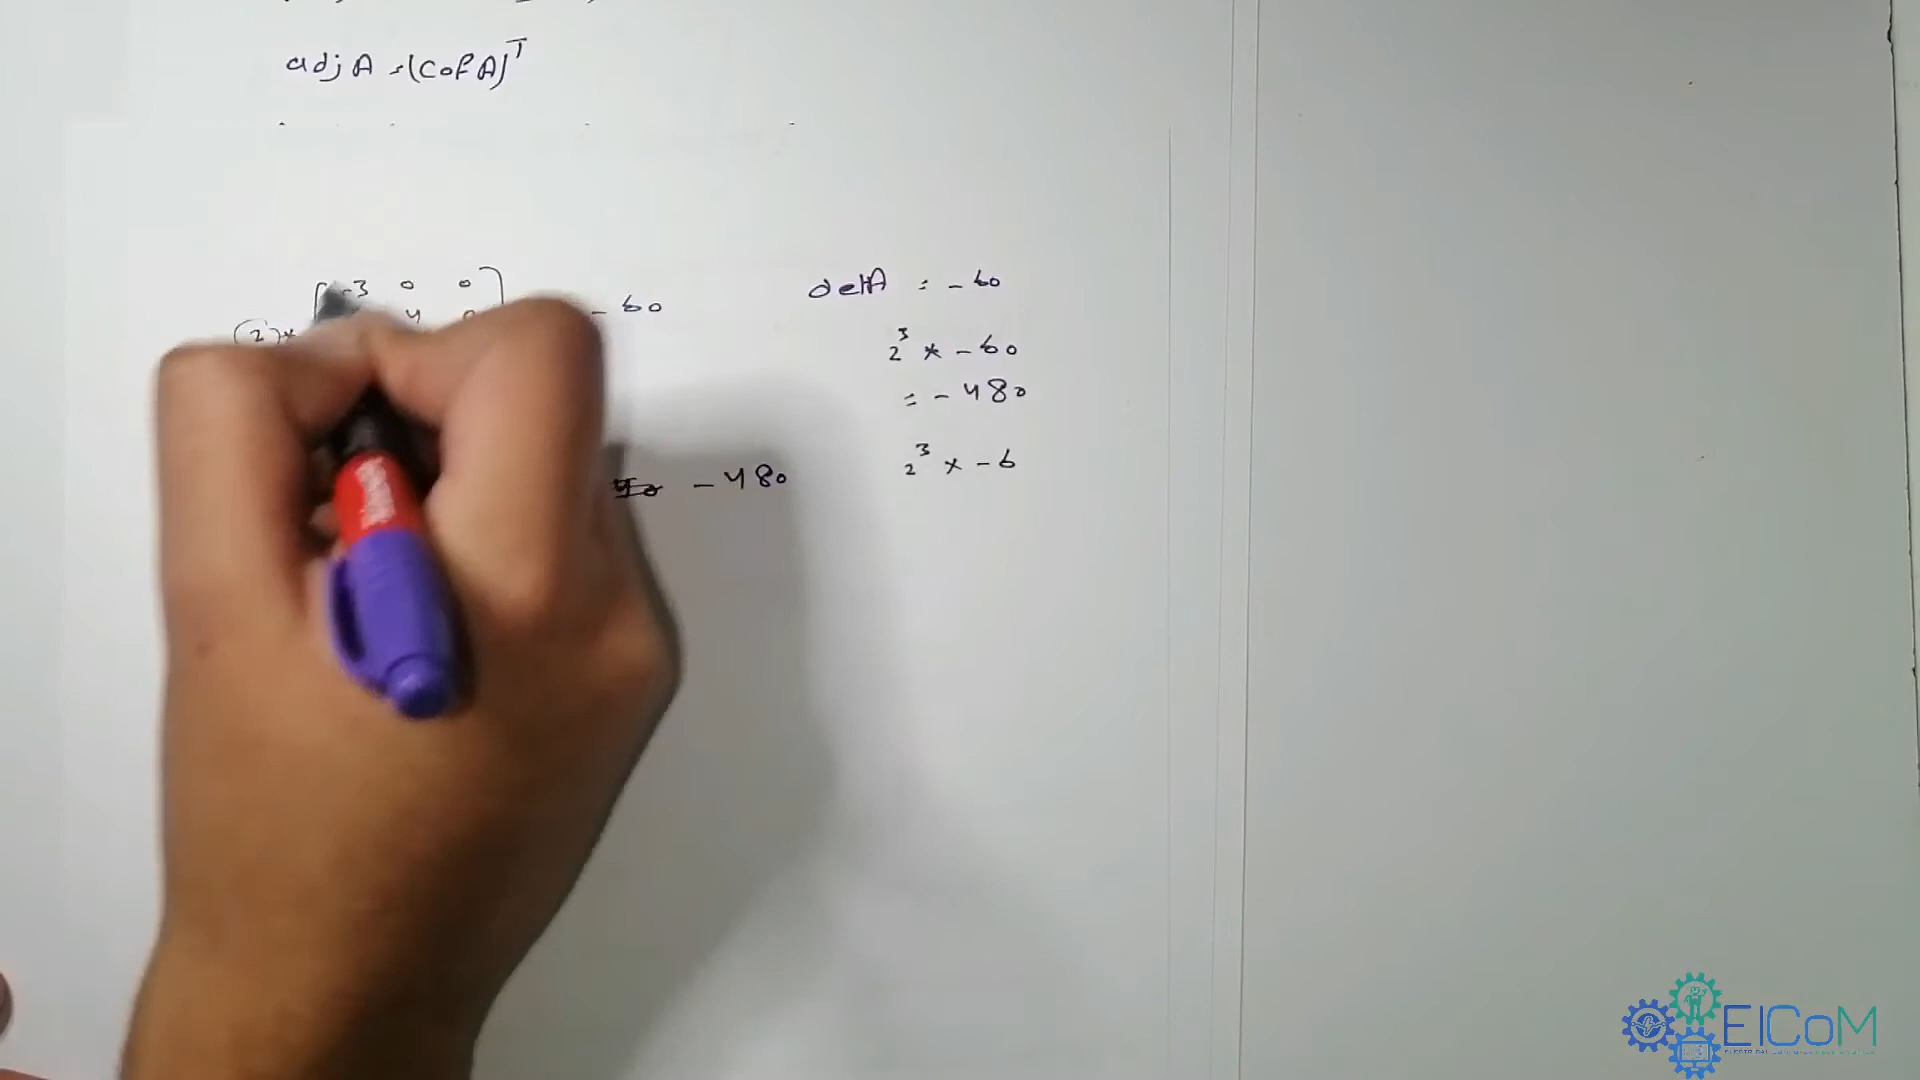 adj A = (Cof A)^T
-3 0 0
2 * 4 0 - 60
- 480
det A = - 60
2^3 * - 60
= - 480
2^3 x - 6
EICoM